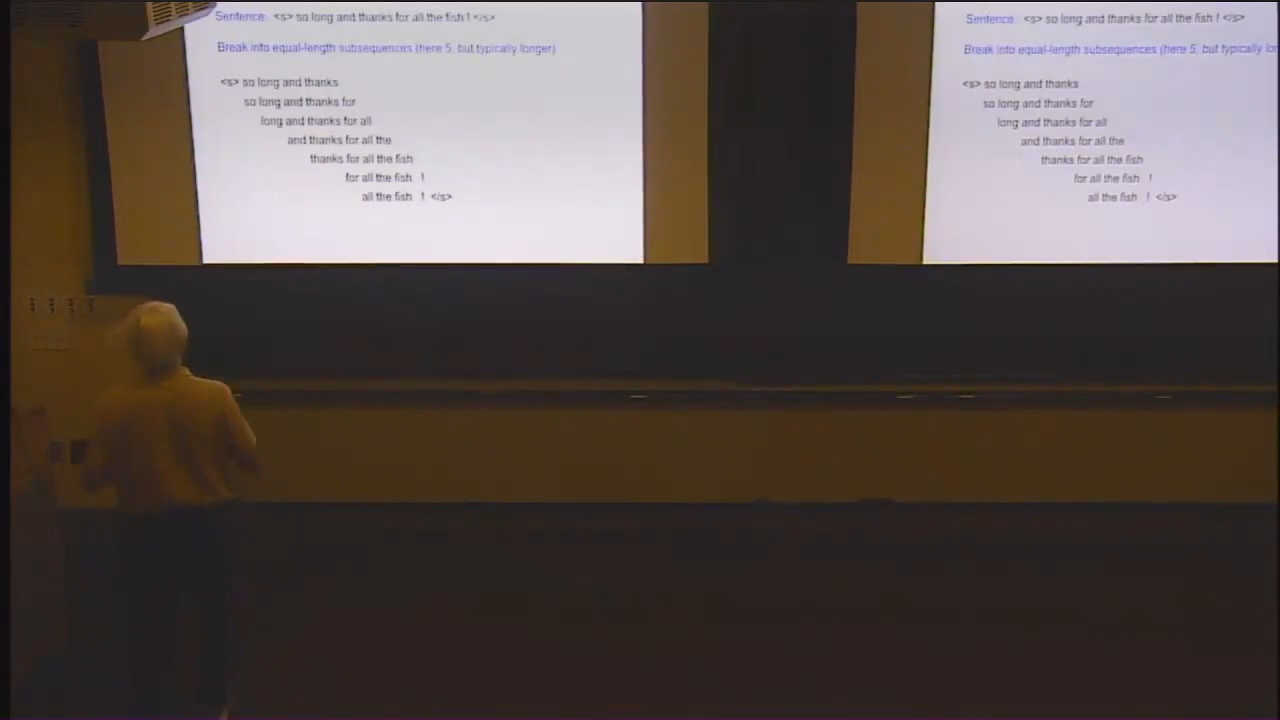 Sentence: <s> so long and thanks for all the fish ! </s>
Break into equal-length subsequences (here 5, but typically longer)
<s> so long and thanks
so long and thanks for
long and thanks for all
and thanks for all the
thanks for all the fish
for all the fish !
all the fish ! </s>
Sentence: <s> so long and thanks for all the fish ! </s>
Break into equal-length subsequences (here 5, but typically lon
<s> so long and thanks
so long and thanks for
long and thanks for all
and thanks for all the
thanks for all the fish
for all the fish !
all the fish ! </s>